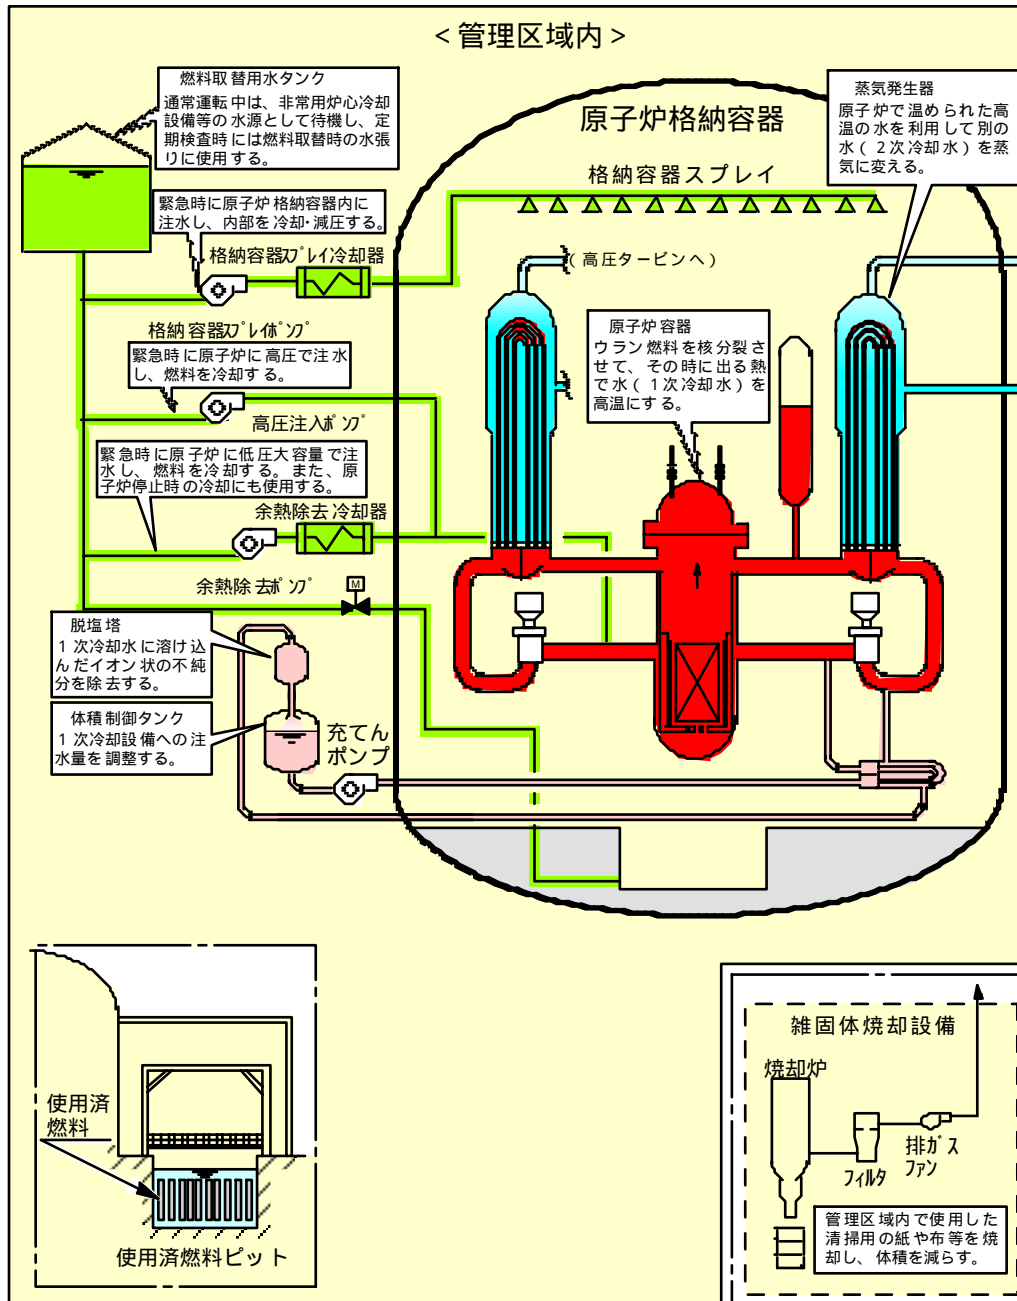 ＜管理区域内＞
燃料取替用水タンク
通常運転中は、非常用炉心冷却
設備等の水源として待機し、定
期検査時には燃料取替時の水張
りに使用する。
蒸気発生器
原子炉で温められた高
温の水を利用して別の
水（２次冷却水）を蒸
気に変える。
原子炉格納容器
格納容器スプレイ
緊急時に原子炉格納容器内に
注水し、内部を冷却・減圧する。
格納容器ｽﾌﾟﾚｲ冷却器
（高圧タービンへ）
格納容器ｽﾌﾟﾚｲﾎﾟﾝﾌﾟ
緊急時に原子炉に高圧で注水
し、燃料を冷却する。
原子炉容器
ウラン燃料を核分裂さ
せて、その時に出る熱
で水（１次冷却水）を
高温にする。
高圧注入ﾎﾟﾝﾌﾟ
緊急時に原子炉に低圧大容量で注
水し、燃料を冷却する。また、原
子炉停止時の冷却にも使用する。
余熱除去冷却器
余熱除去ﾎﾟﾝﾌﾟ
M
脱塩塔
１次冷却水に溶け込
んだイオン状の不純
分を除去する。
体積制御タンク
１次冷却設備への注
水量を調整する。
充てん
ポンプ
使用済
燃料
使用済燃料ピット
雑固体焼却設備
焼却炉
フィルタ
排ｶﾞｽ
ファン
管理区域内で使用した
清掃用の紙や布等を焼
却し、体積を減らす。